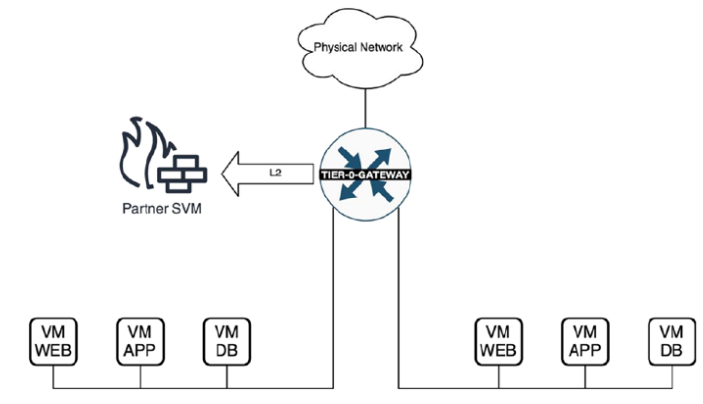 Physical Network
L2
TIER-0-GATEWAY
Partner SVM
VM
WEB
VM
APP
VM
DB
VM
WEB
VM
APP
VM
DB